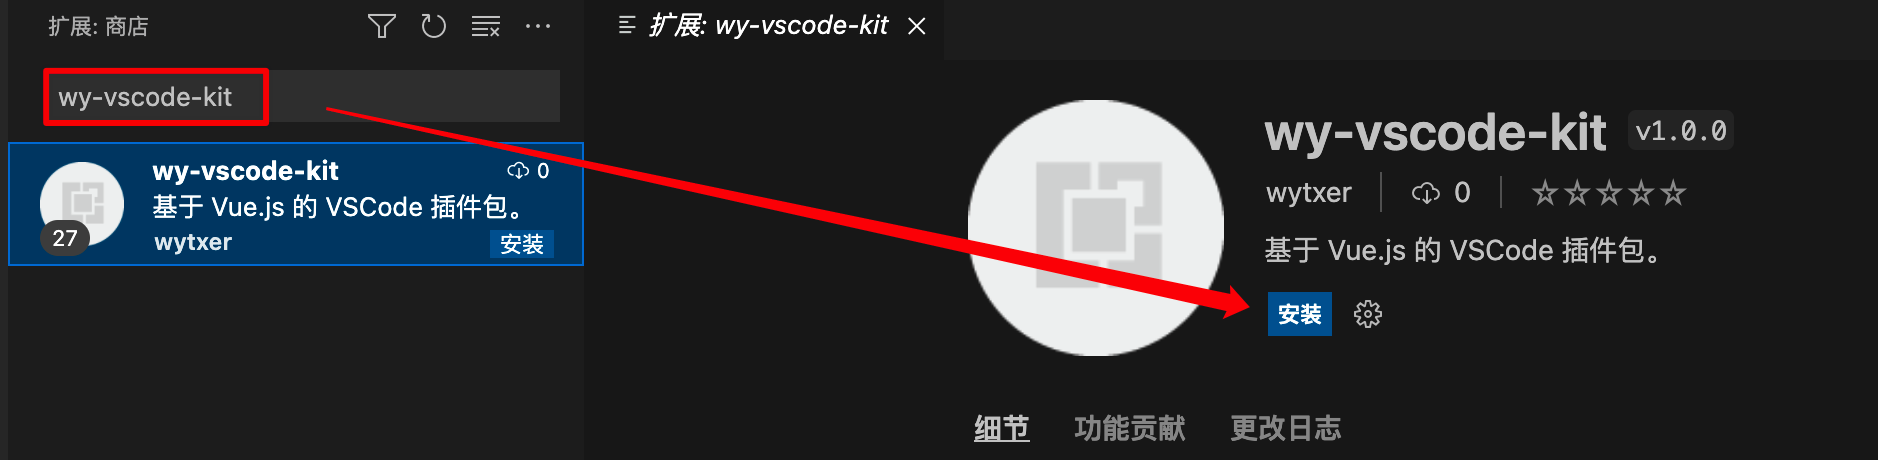 扩展: 商店
wy-vscode-kit
wy-vscode-kit 0
基于 Vue.js 的 VSCode 插件包。
27
wytxer 安装
扩展: wy-vscode-kit
wy-vscode-kit v1.0.0
wytxer 0
基于 Vue.js 的 VSCode 插件包。
安装
细节 功能贡献 更改日志